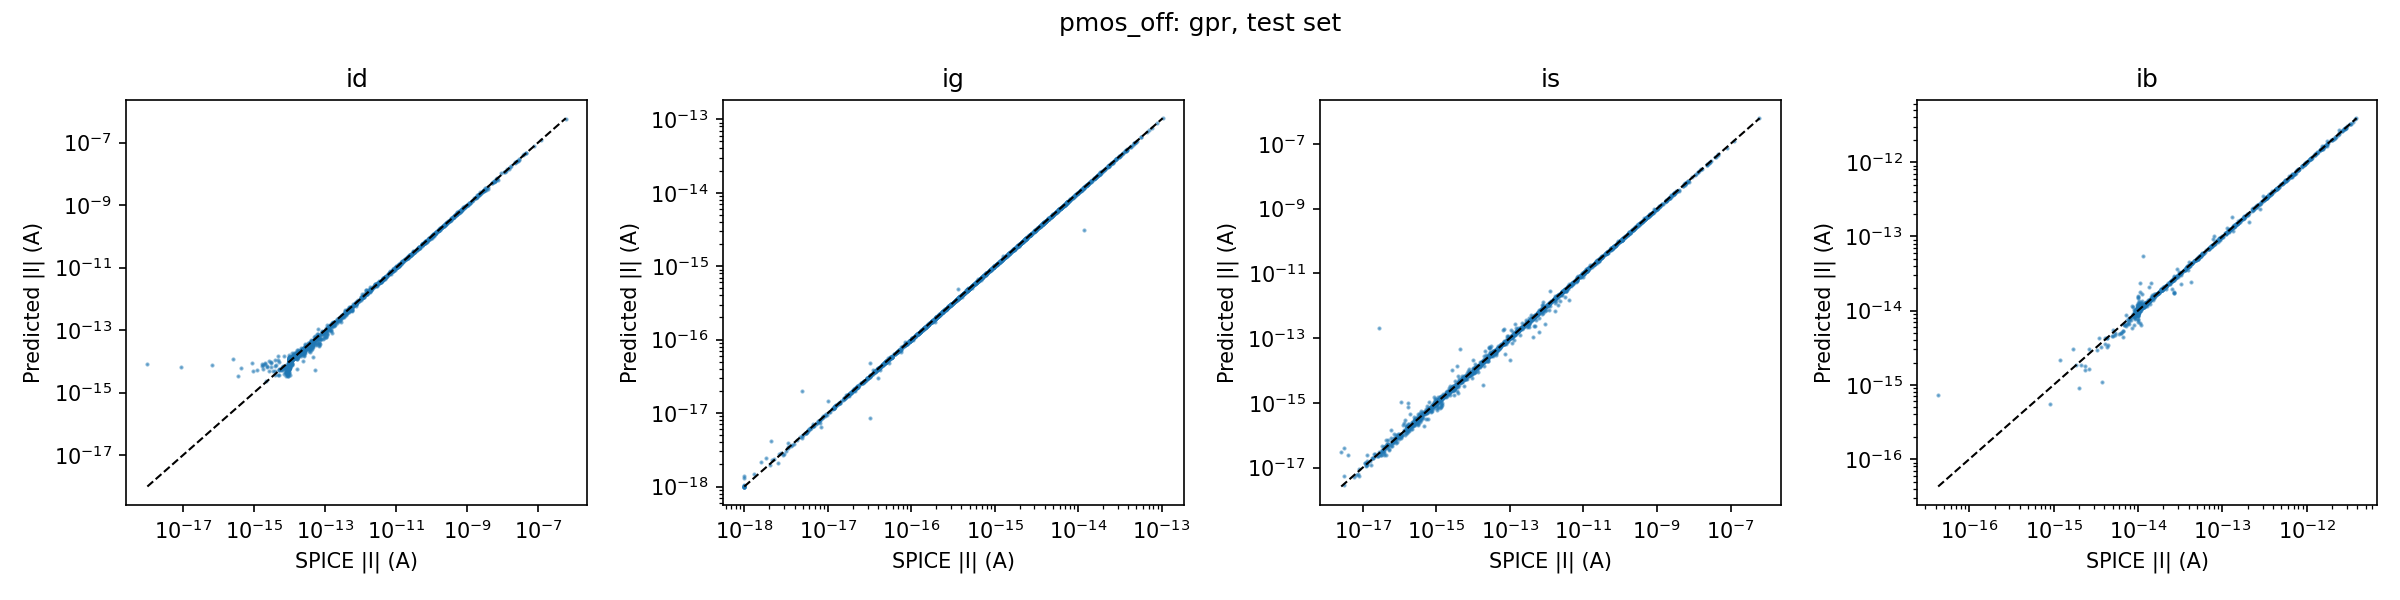 pmos_off: gpr, test set
id
Predicted |I| (A)
10⁻⁷
10⁻⁹
10⁻¹¹
10⁻¹³
10⁻¹⁵
10⁻¹⁷
10⁻¹⁷ 10⁻¹⁵ 10⁻¹³ 10⁻¹¹ 10⁻⁹ 10⁻⁷
SPICE |I| (A)
ig
Predicted |I| (A)
10⁻¹³
10⁻¹⁴
10⁻¹⁵
10⁻¹⁶
10⁻¹⁷
10⁻¹⁸
10⁻¹⁸ 10⁻¹⁷ 10⁻¹⁶ 10⁻¹⁵ 10⁻¹⁴ 10⁻¹³
SPICE |I| (A)
is
Predicted |I| (A)
10⁻⁷
10⁻⁹
10⁻¹¹
10⁻¹³
10⁻¹⁵
10⁻¹⁷
10⁻¹⁷ 10⁻¹⁵ 10⁻¹³ 10⁻¹¹ 10⁻⁹ 10⁻⁷
SPICE |I| (A)
ib
Predicted |I| (A)
10⁻¹²
10⁻¹³
10⁻¹⁴
10⁻¹⁵
10⁻¹⁶
10⁻¹⁶ 10⁻¹⁵ 10⁻¹⁴ 10⁻¹³ 10⁻¹²
SPICE |I| (A)